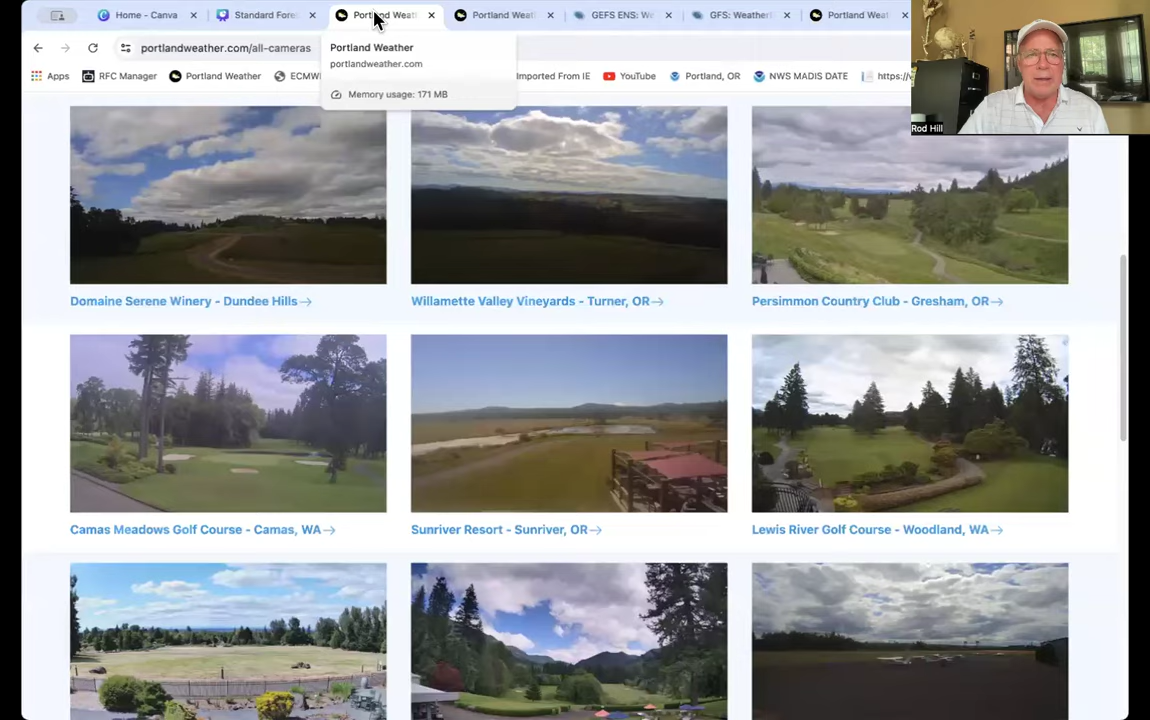 Home - Canva
Standard Fore
Portland Weat
Portland Weat
GEFS ENS: We
GFS: Weather
Portland Weat
portlandweather.com/all-cameras
Portland Weather
portlandweather.com
Memory usage: 171 MB
Apps
RFC Manager
Portland Weather
ECMW
Imported From IE
YouTube
Portland, OR
NWS MADIS DATE
https://v
Rod Hill
Domaine Serene Winery - Dundee Hills→
Willamette Valley Vineyards - Turner, OR→
Persimmon Country Club - Gresham, OR→
Camas Meadows Golf Course - Camas, WA→
Sunriver Resort - Sunriver, OR→
Lewis River Golf Course - Woodland, WA→